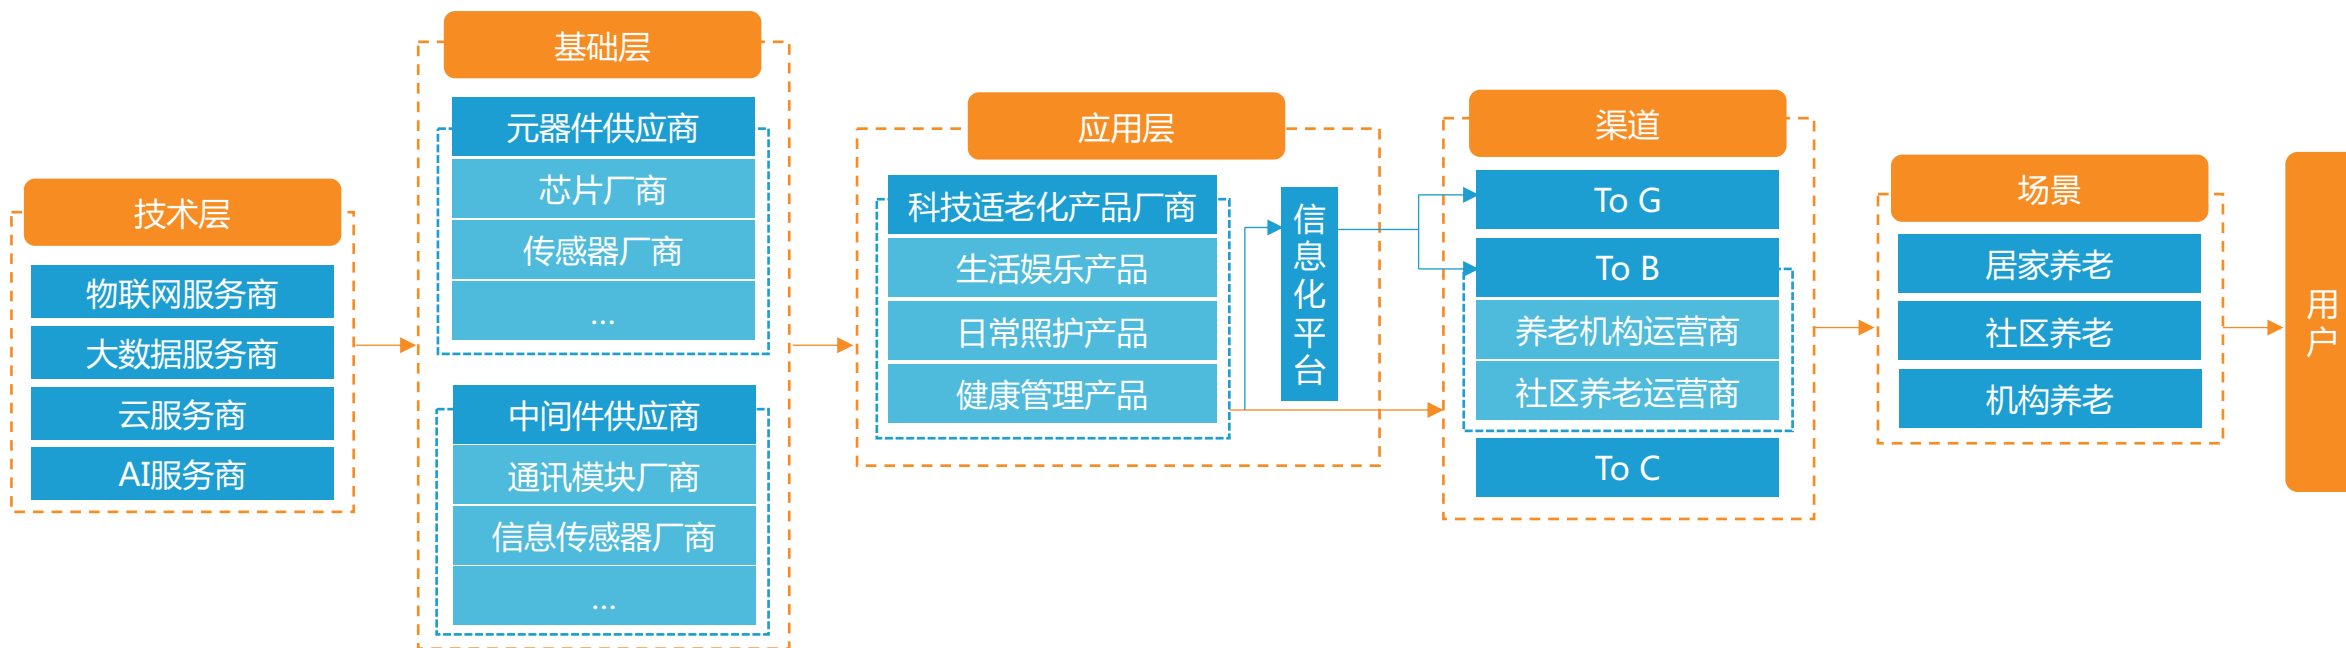 技术层
物联网服务商
大数据服务商
云服务商
AI服务商
基础层
元器件供应商
芯片厂商
传感器厂商
...
中间件供应商
通讯模块厂商
信息传感器厂商
...
应用层
科技适老化产品厂商
生活娱乐产品
日常照护产品
健康管理产品
信息化平台
渠道
To G
To B
养老机构运营商
社区养老运营商
To C
场景
居家养老
社区养老
机构养老
用户